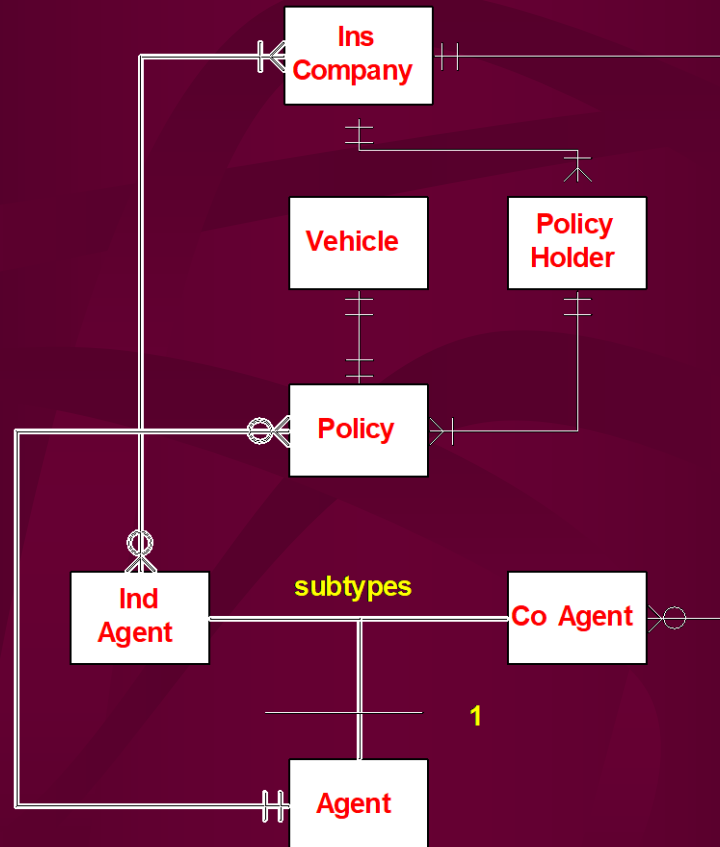 Ins
Company
Vehicle
Policy
Holder
Policy
Ind
Agent
subtypes
Co Agent
1
Agent